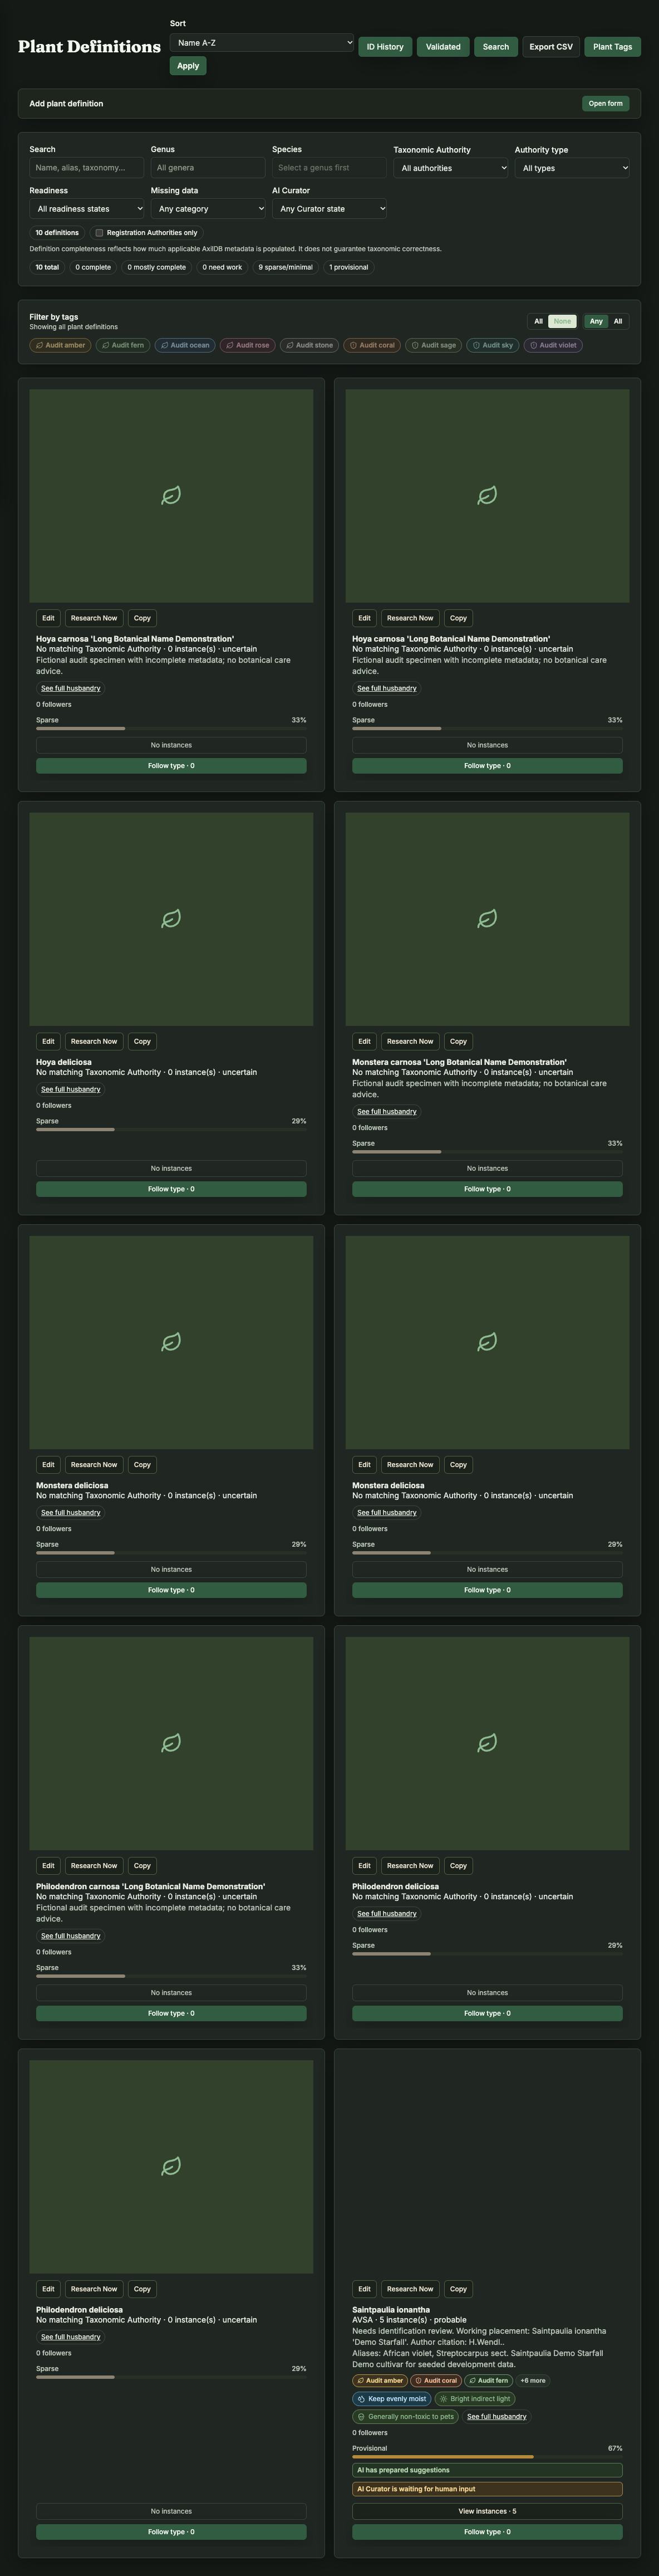 Plant Definitions
Sort
Name A-Z
Apply
ID History
Validated
Search
Export CSV
Plant Tags
Add plant definition
Open form
Search
Genus
Species
Taxonomic Authority
Authority type
Name, alias, taxonomy...
All genera
Select a genus first
All authorities
All types
Readiness
Missing data
AI Curator
All readiness states
Any category
Any Curator state
10 definitions
Registration Authorities only
Definition completeness reflects how much applicable AxilDB metadata is populated. It does not guarantee taxonomic correctness.
10 total
0 complete
0 mostly complete
0 need work
9 sparse/minimal
1 provisional
Filter by tags
Showing all plant definitions
All
None
Any
All
Audit amber
Audit fern
Audit ocean
Audit rose
Audit stone
Audit coral
Audit sage
Audit sky
Audit violet
Edit
Research Now
Copy
Hoya carnosa 'Long Botanical Name Demonstration'
No matching Taxonomic Authority · 0 instance(s) · uncertain
Fictional audit specimen with incomplete metadata; no botanical care
advice.
See full husbandry
0 followers
Sparse
33%
No instances
Follow type · 0
Edit
Research Now
Copy
Hoya carnosa 'Long Botanical Name Demonstration'
No matching Taxonomic Authority · 0 instance(s) · uncertain
Fictional audit specimen with incomplete metadata; no botanical care
advice.
See full husbandry
0 followers
Sparse
33%
No instances
Follow type · 0
Edit
Research Now
Copy
Hoya deliciosa
No matching Taxonomic Authority · 0 instance(s) · uncertain
See full husbandry
0 followers
Sparse
29%
No instances
Follow type · 0
Edit
Research Now
Copy
Monstera carnosa 'Long Botanical Name Demonstration'
No matching Taxonomic Authority · 0 instance(s) · uncertain
Fictional audit specimen with incomplete metadata; no botanical care
advice.
See full husbandry
0 followers
Sparse
33%
No instances
Follow type · 0
Edit
Research Now
Copy
Monstera deliciosa
No matching Taxonomic Authority · 0 instance(s) · uncertain
See full husbandry
0 followers
Sparse
29%
No instances
Follow type · 0
Edit
Research Now
Copy
Monstera deliciosa
No matching Taxonomic Authority · 0 instance(s) · uncertain
See full husbandry
0 followers
Sparse
29%
No instances
Follow type · 0
Edit
Research Now
Copy
Philodendron carnosa 'Long Botanical Name Demonstration'
No matching Taxonomic Authority · 0 instance(s) · uncertain
Fictional audit specimen with incomplete metadata; no botanical care
advice.
See full husbandry
0 followers
Sparse
33%
No instances
Follow type · 0
Edit
Research Now
Copy
Philodendron deliciosa
No matching Taxonomic Authority · 0 instance(s) · uncertain
See full husbandry
0 followers
Sparse
29%
No instances
Follow type · 0
Edit
Research Now
Copy
Philodendron deliciosa
No matching Taxonomic Authority · 0 instance(s) · uncertain
See full husbandry
0 followers
Sparse
29%
No instances
Follow type · 0
Edit
Research Now
Copy
Saintpaulia ionantha
AVSA · 5 instance(s) · probable
Needs identification review. Working placement: Saintpaulia ionantha
'Demo Starfall'. Author citation: H.Wendl..
Aliases: African violet, Streptocarpus sect. Saintpaulia Demo Starfall
Demo cultivar for seeded development data.
Audit amber
Audit coral
Audit fern
+6 more
Keep evenly moist
Bright indirect light
Generally non-toxic to pets
See full husbandry
0 followers
Provisional
67%
AI has prepared suggestions
AI Curator is waiting for human input
View instances · 5
Follow type · 0